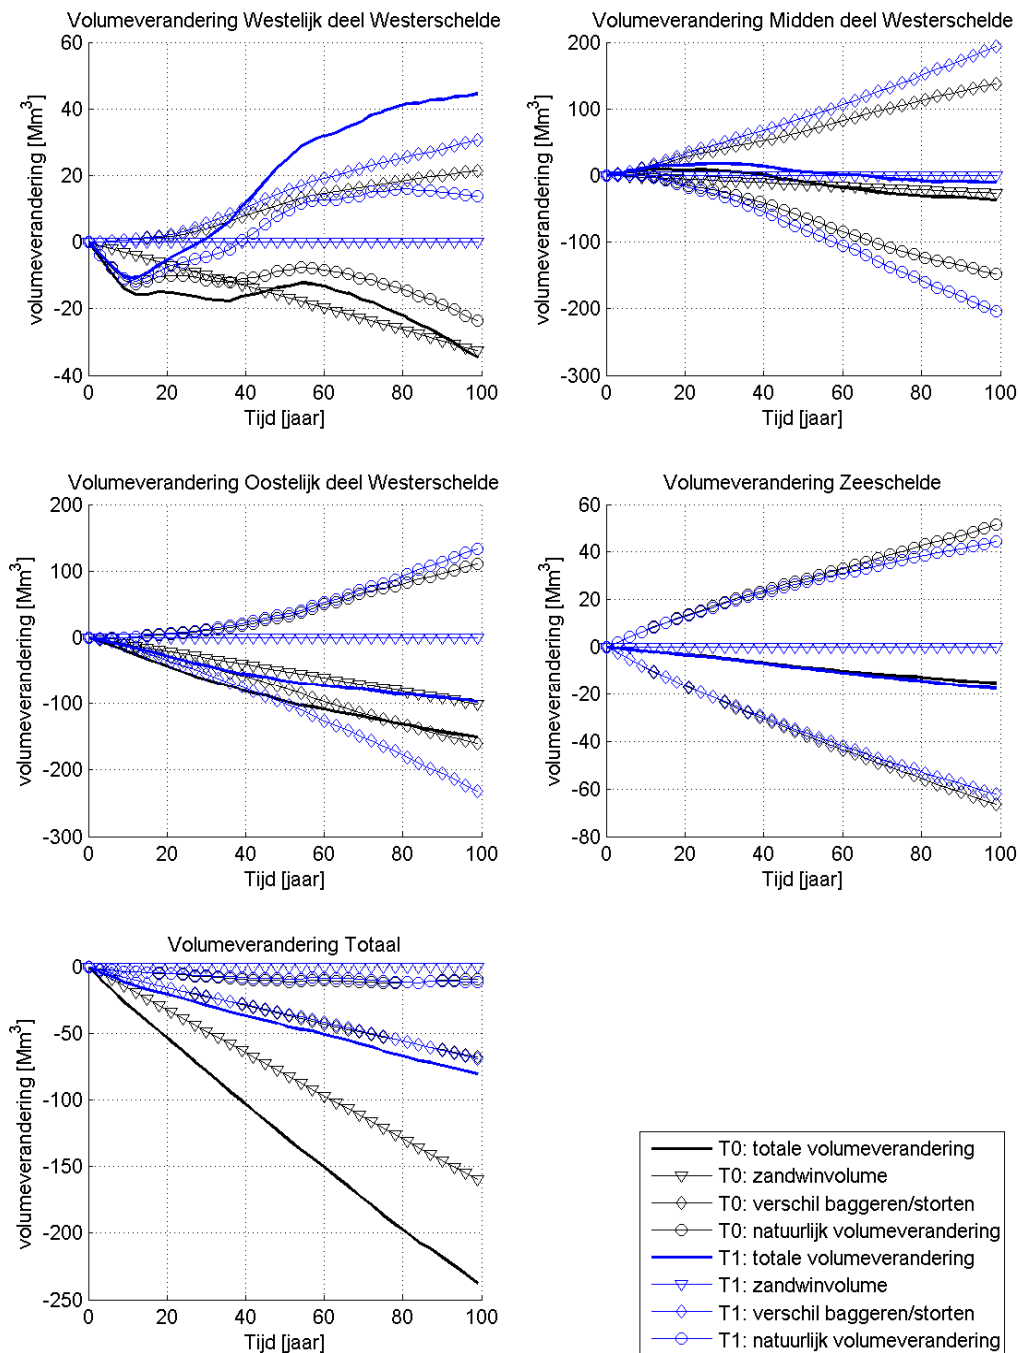 Volumeverandering Westelijk deel Westerschelde
volumeverandering [Mm³]
60
40
20
0
-20
-40
0 20 40 60 80 100
Tijd [jaar]
Volumeverandering Midden deel Westerschelde
volumeverandering [Mm³]
200
100
0
-100
-200
-300
0 20 40 60 80 100
Tijd [jaar]
Volumeverandering Oostelijk deel Westerschelde
volumeverandering [Mm³]
200
100
0
-100
-200
-300
0 20 40 60 80 100
Tijd [jaar]
Volumeverandering Zeeschelde
volumeverandering [Mm³]
60
40
20
0
-20
-40
-60
-80
0 20 40 60 80 100
Tijd [jaar]
Volumeverandering Totaal
volumeverandering [Mm³]
0
-50
-100
-150
-200
-250
0 20 40 60 80 100
Tijd [jaar]
T0: totale volumeverandering
T0: zandwinvolume
T0: verschil baggeren/storten
T0: natuurlijk volumeverandering
T1: totale volumeverandering
T1: zandwinvolume
T1: verschil baggeren/storten
T1: natuurlijk volumeverandering